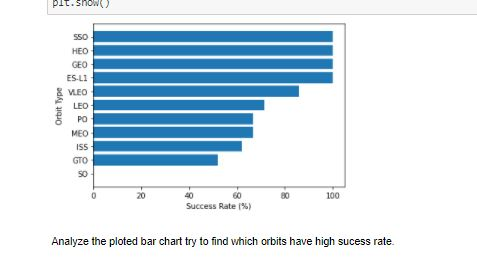 plt.show()
SSO
HEO
GEO
ES-L1
VLEO
LEO
PO
MEO
ISS
GTO
SO
Orbit Type
0 20 40 60 80 100
Success Rate (%)
Analyze the ploted bar chart try to find which orbits have high sucess rate.